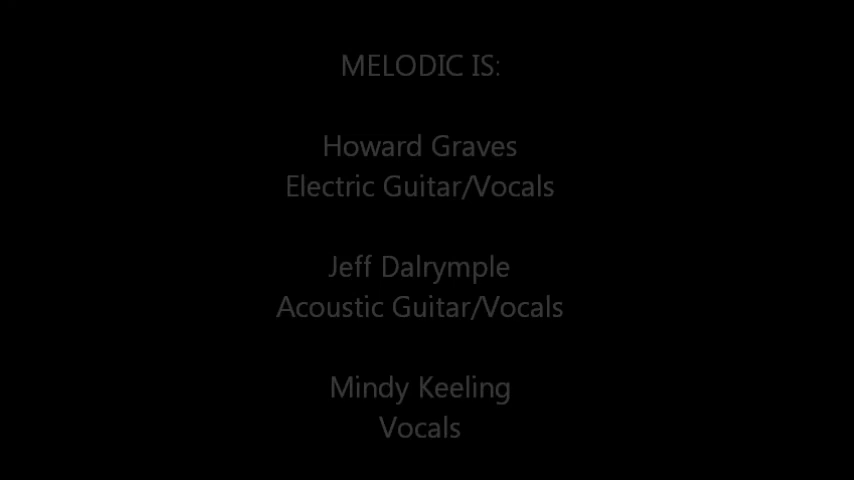 MELODIC IS:
Howard Graves
Electric Guitar/Vocals
Jeff Dalrymple
Acoustic Guitar/Vocals
Mindy Keeling
Vocals